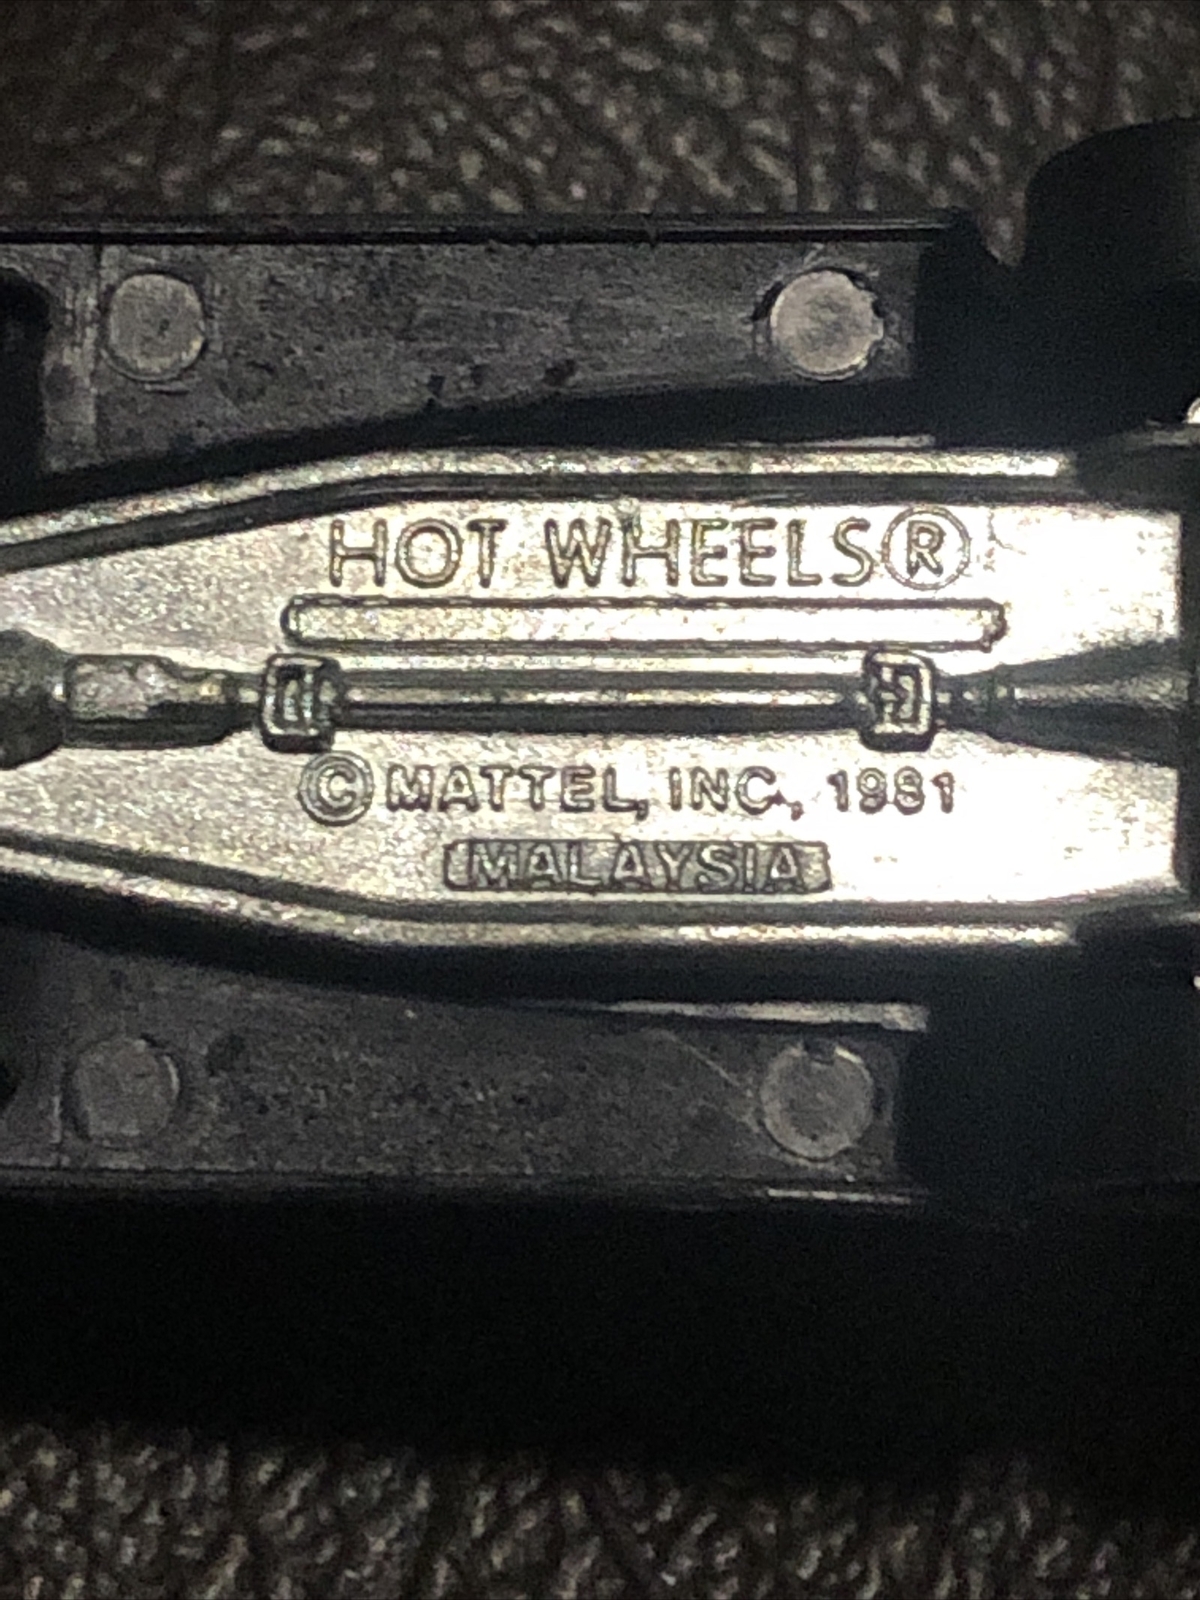 HOT WHEELS®
© MATTEL, INC., 1981
MALAYSIA